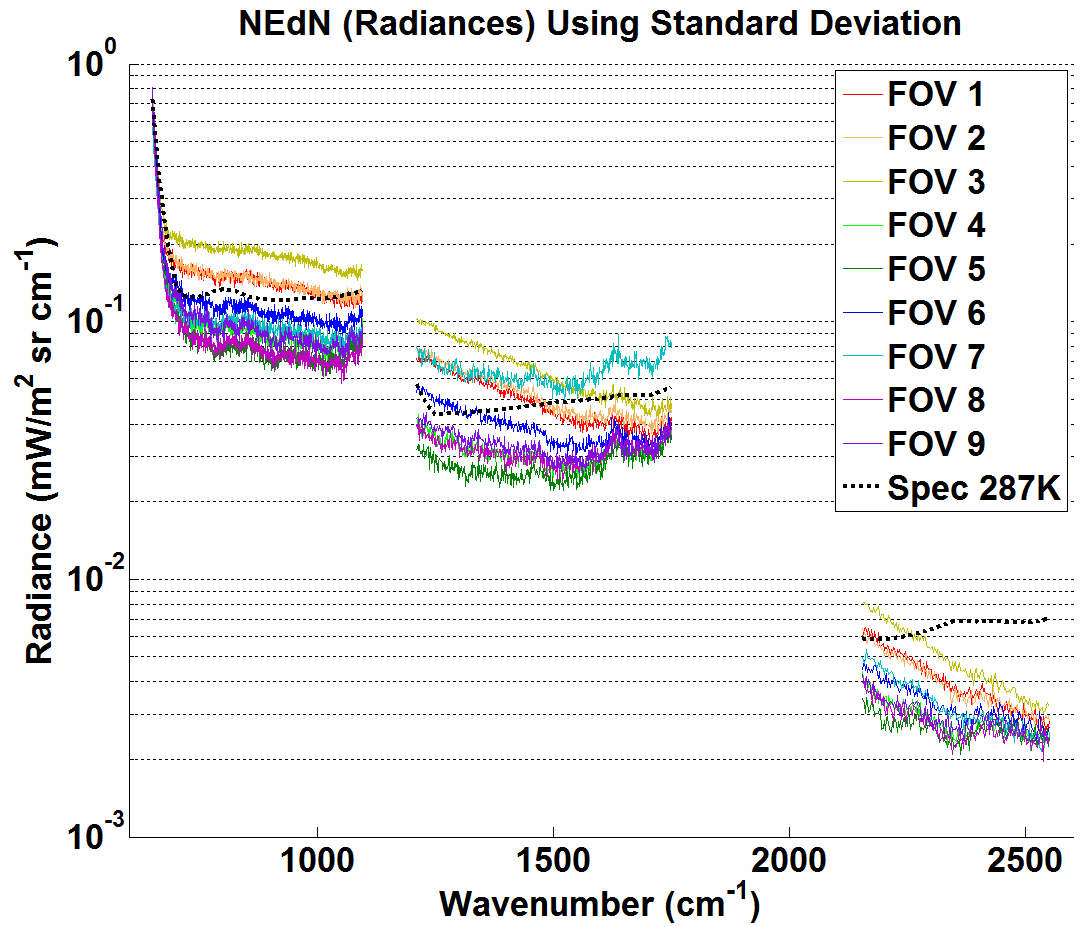 NEdN (Radiances) Using Standard Deviation
10^0
10^-1
10^-2
10^-3
Radiance (mW/m^2 sr cm^-1)
1000 1500 2000 2500
Wavenumber (cm^-1)
FOV 1
FOV 2
FOV 3
FOV 4
FOV 5
FOV 6
FOV 7
FOV 8
FOV 9
Spec 287K